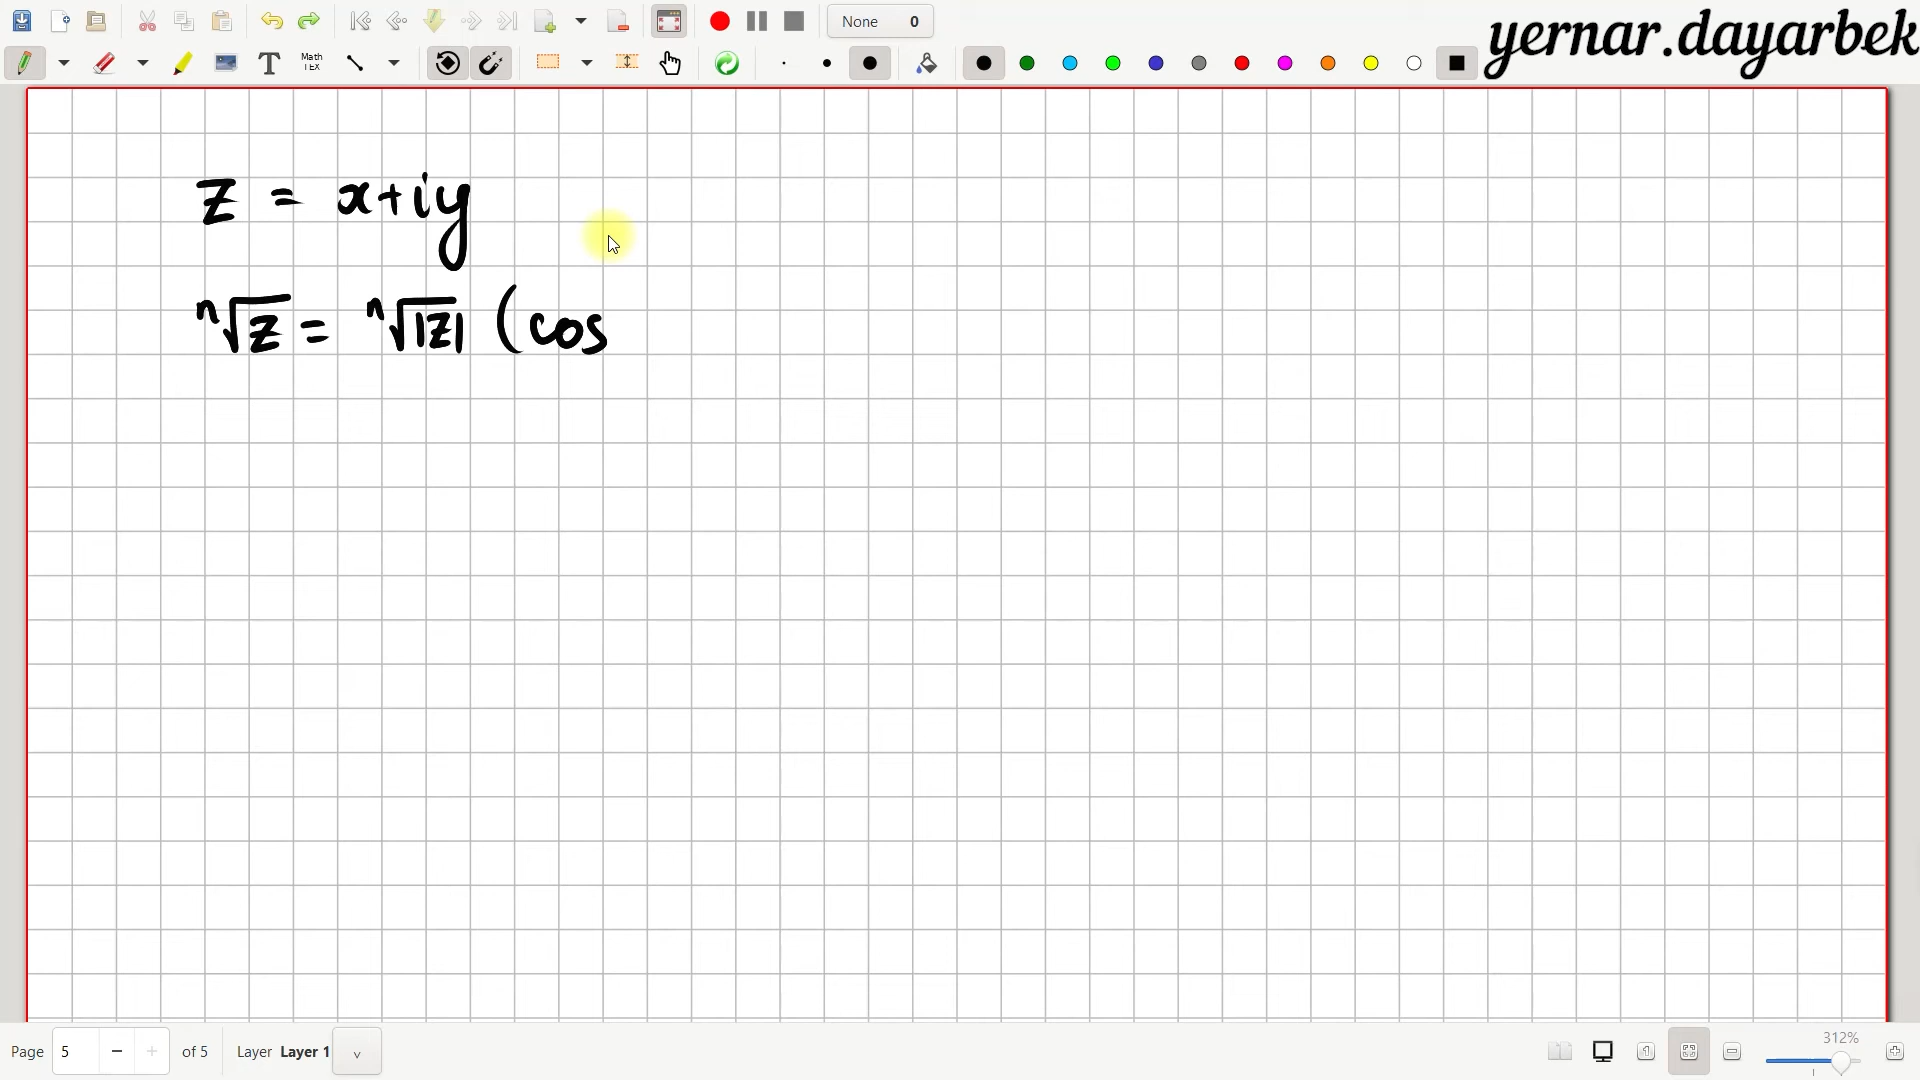 None 0
yernar.dayarbek
Math
TEX
z = x+iy
ⁿ√z = ⁿ√|z| (cos
312%
Page 5 of 5 Layer Layer 1